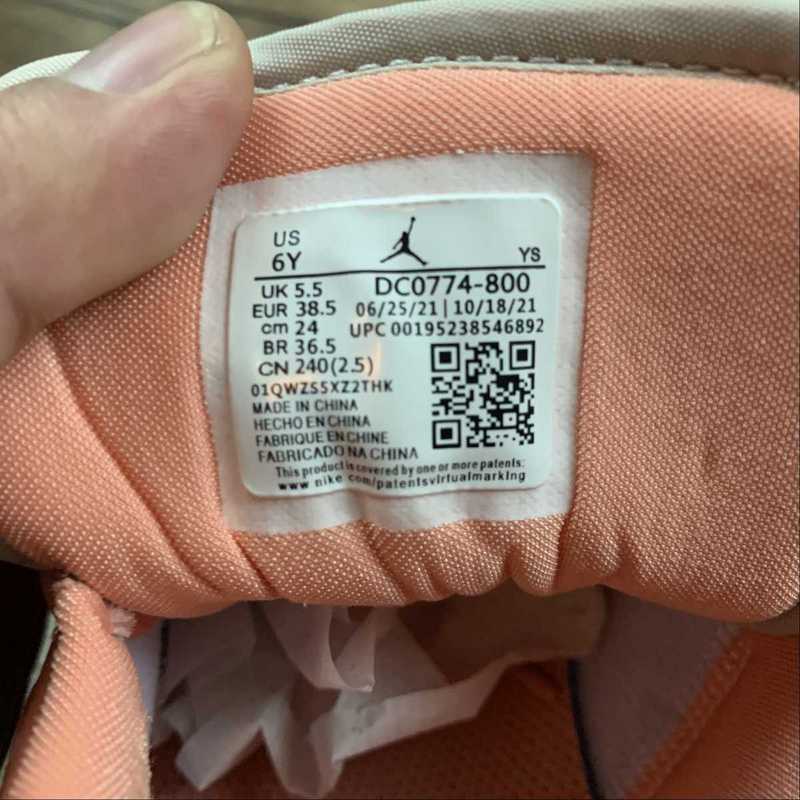 US
6Y YS
UK 5.5 DC0774-800
EUR 38.5 06/25/21 | 10/18/21
cm 24 UPC 00195238546892
BR 36.5
CN 240(2.5)
01QWZS5XZ2THK
MADE IN CHINA
HECHO EN CHINA
FABRIQUE EN CHINE
FABRICADO NA CHINA
This product is covered by one or more patents:
www.nike com/patentsvirtualmarking